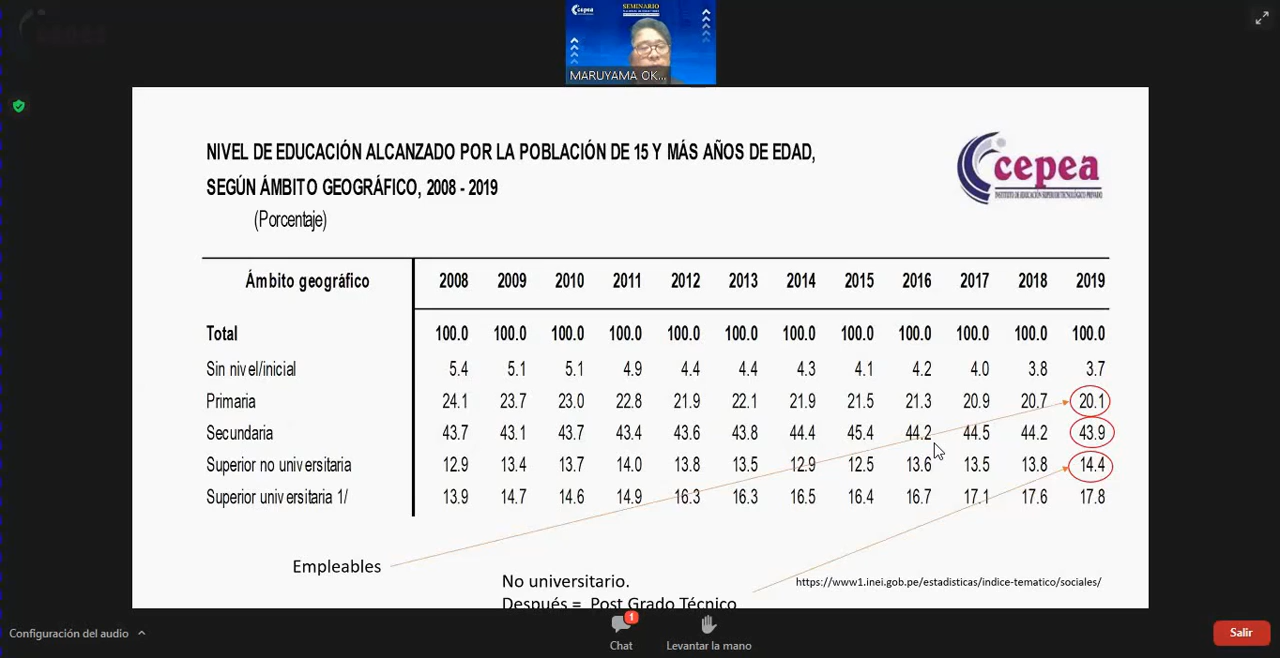 cepea
SEMINARIO
MARUYAMA OK...
NIVEL DE EDUCACIÓN ALCANZADO POR LA POBLACIÓN DE 15 Y MÁS AÑOS DE EDAD,
SEGÚN ÁMBITO GEOGRÁFICO, 2008 - 2019
(Porcentaje)
cepea
INSTITUTO DE EDUCACIÓN SUPERIOR TECNOLÓGICO PRIVADO
Ámbito geográfico 2008 2009 2010 2011 2012 2013 2014 2015 2016 2017 2018 2019
Total 100.0 100.0 100.0 100.0 100.0 100.0 100.0 100.0 100.0 100.0 100.0 100.0
Sin nivel/inicial 5.4 5.1 5.1 4.9 4.4 4.4 4.3 4.1 4.2 4.0 3.8 3.7
Primaria 24.1 23.7 23.0 22.8 21.9 22.1 21.9 21.5 21.3 20.9 20.7 20.1
Secundaria 43.7 43.1 43.7 43.4 43.6 43.8 44.4 45.4 44.2 44.5 44.2 43.9
Superior no universitaria 12.9 13.4 13.7 14.0 13.8 13.5 12.9 12.5 13.6 13.5 13.8 14.4
Superior universitaria 1/ 13.9 14.7 14.6 14.9 16.3 16.3 16.5 16.4 16.7 17.1 17.6 17.8
Empleables
No universitario.
Después = Post Grado Técnico
https://www1.inei.gob.pe/estadisticas/indice-tematico/sociales/
Configuración del audio
1
Chat
Levantar la mano
Salir